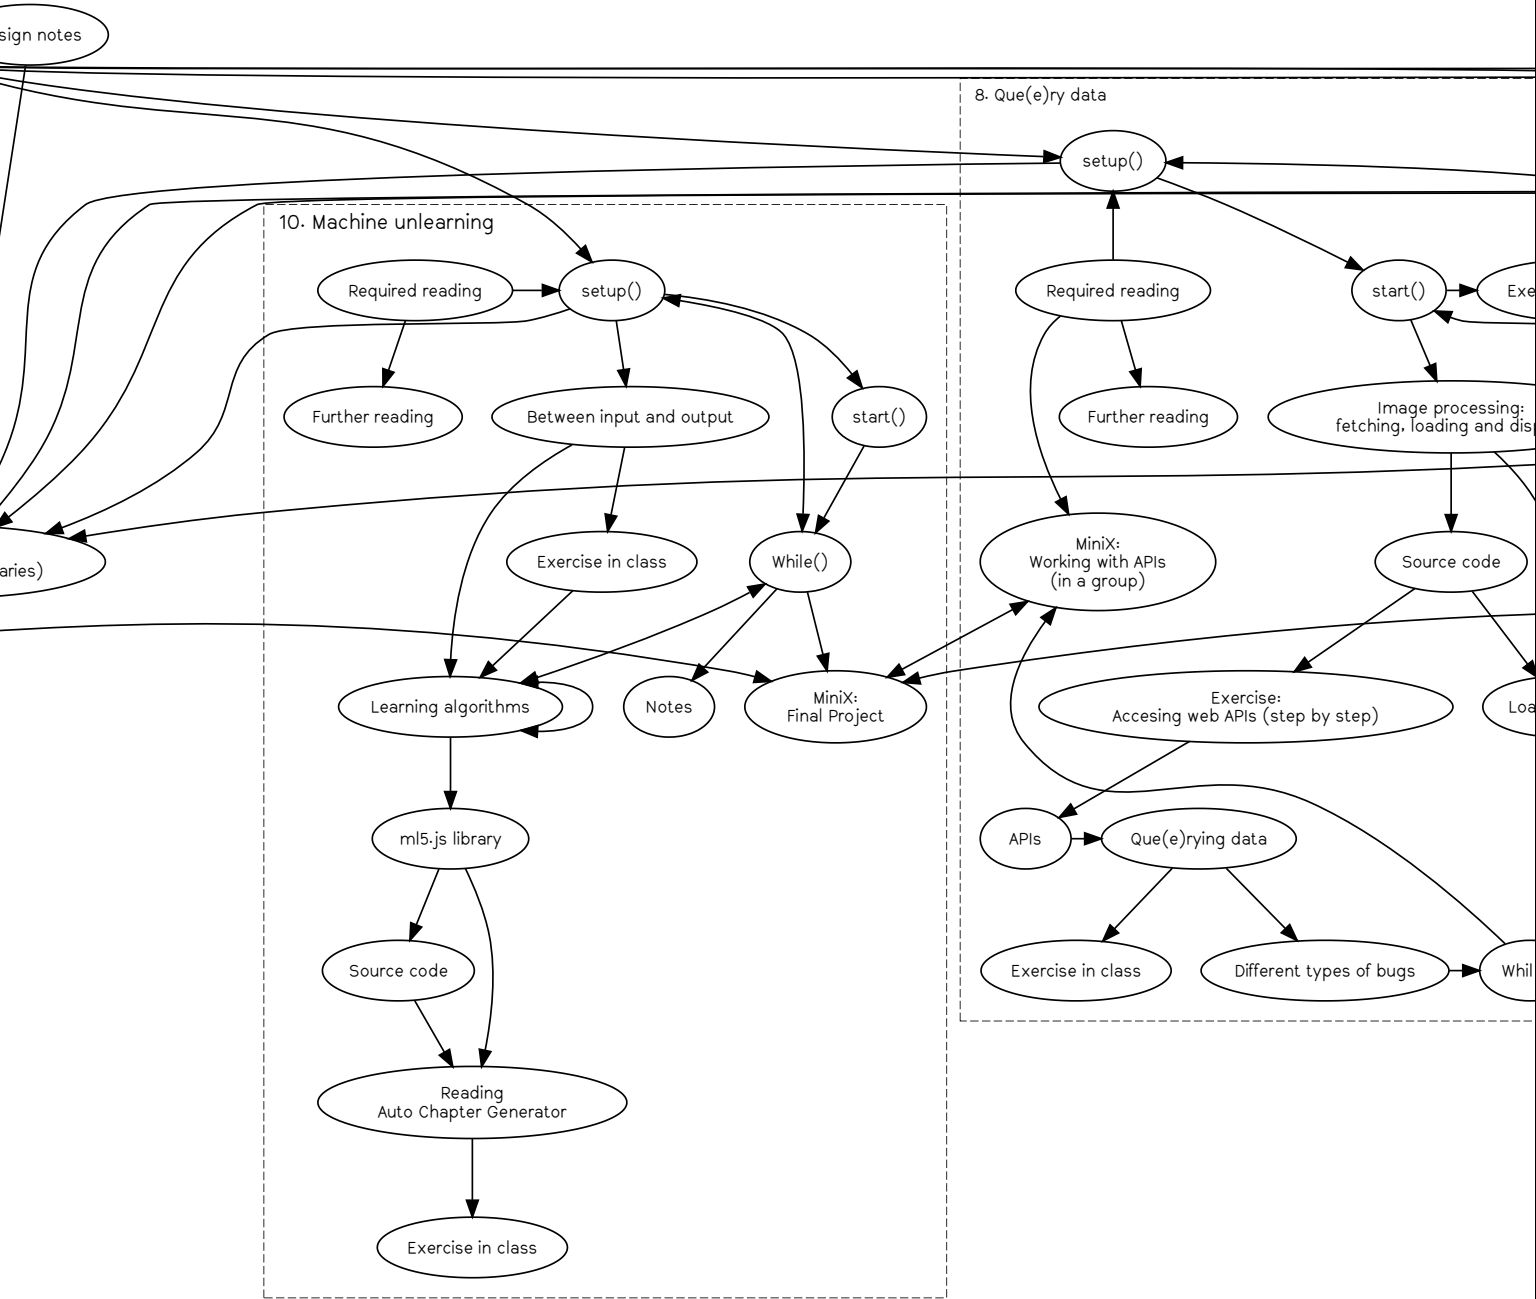 sign notes
8. Que(e)ry data
setup()
10. Machine unlearning
Required reading
setup()
Required reading
start()
Exe
Further reading
Between input and output
start()
Further reading
Image processing:
fetching, loading and disp
aries)
Exercise in class
While()
MiniX:
Working with APIs
(in a group)
Source code
Learning algorithms
Notes
MiniX:
Final Project
Exercise:
Accesing web APIs (step by step)
Loa
ml5.js library
APIs
Que(e)rying data
Source code
Exercise in class
Different types of bugs
Whil
Reading
Auto Chapter Generator
Exercise in class